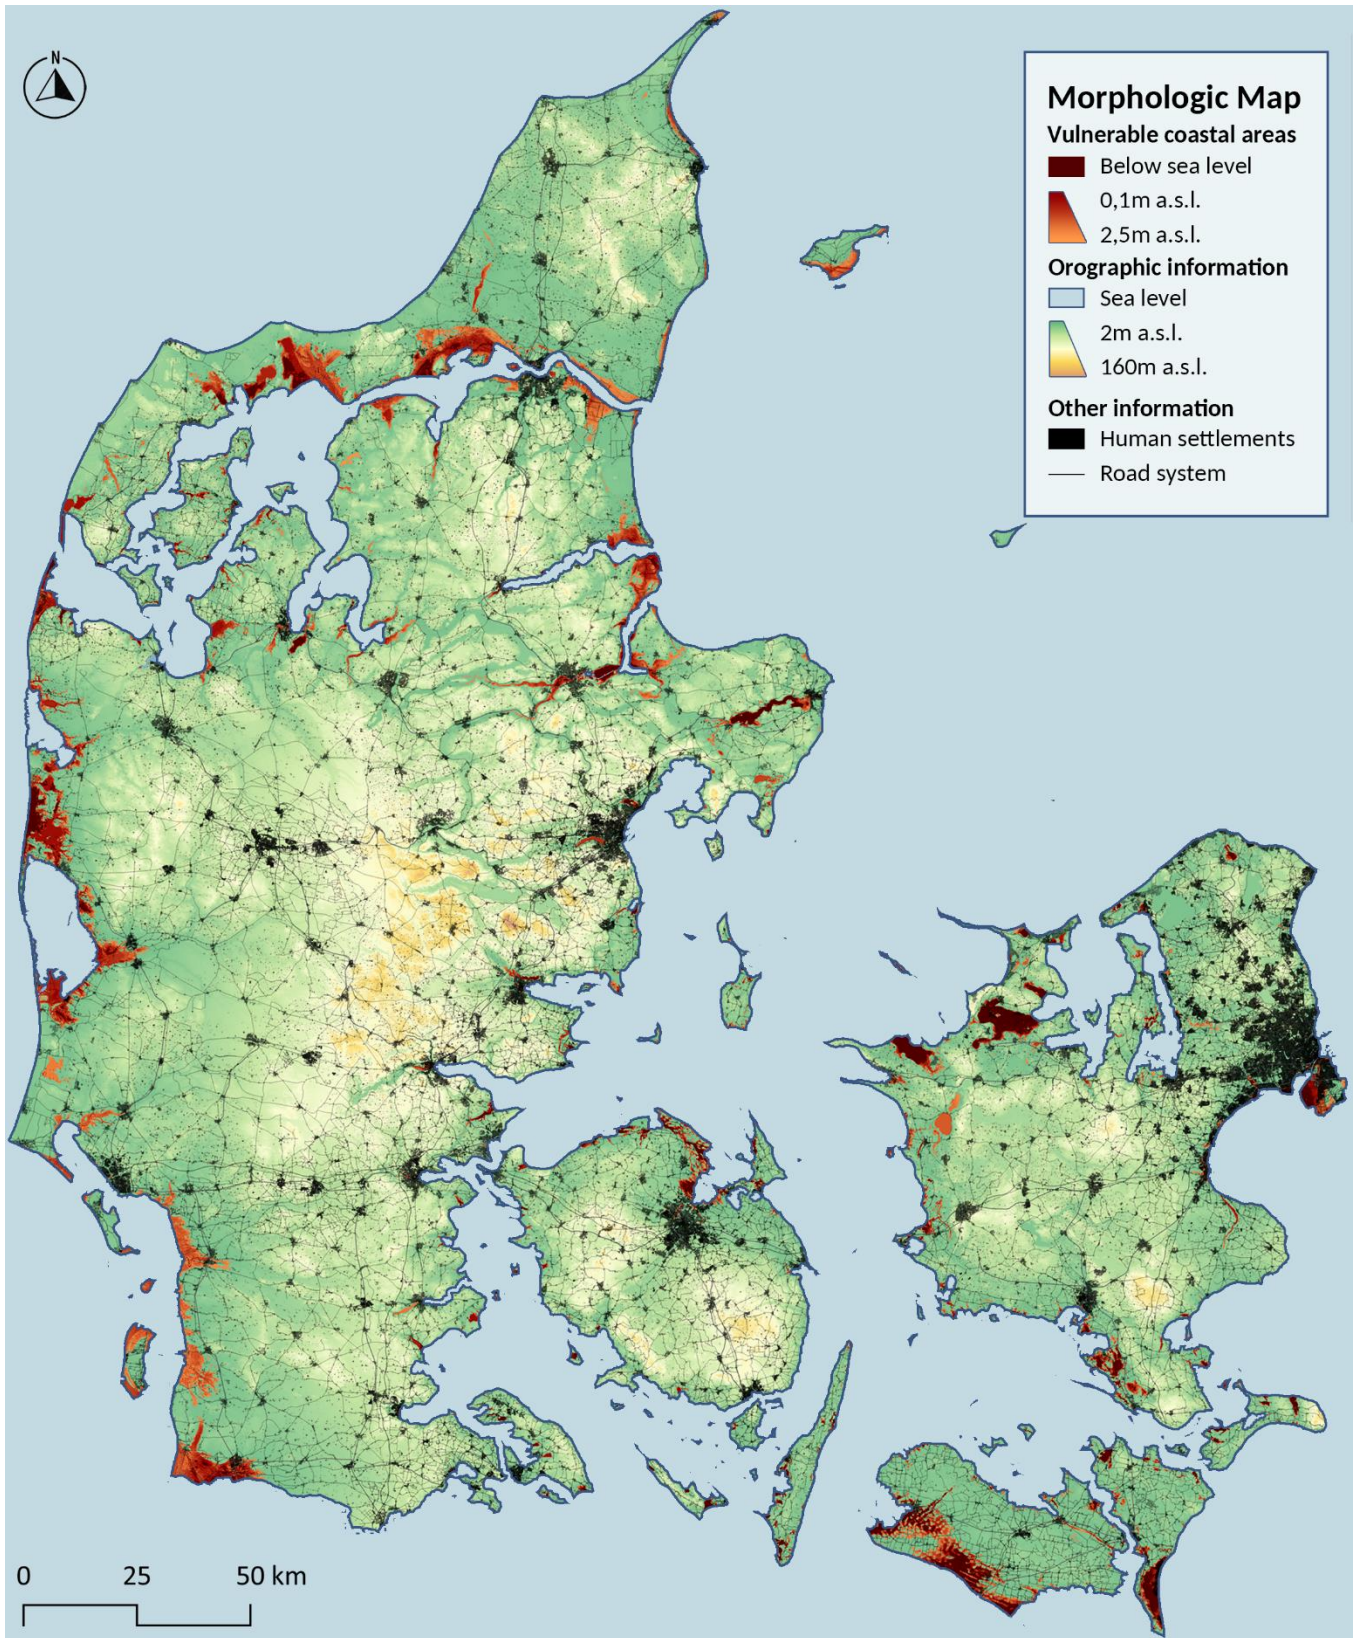 N
Morphologic Map
Vulnerable coastal areas
Below sea level
0,1m a.s.l.
2,5m a.s.l.
Orographic information
Sea level
2m a.s.l.
160m a.s.l.
Other information
Human settlements
Road system
0 25 50 km